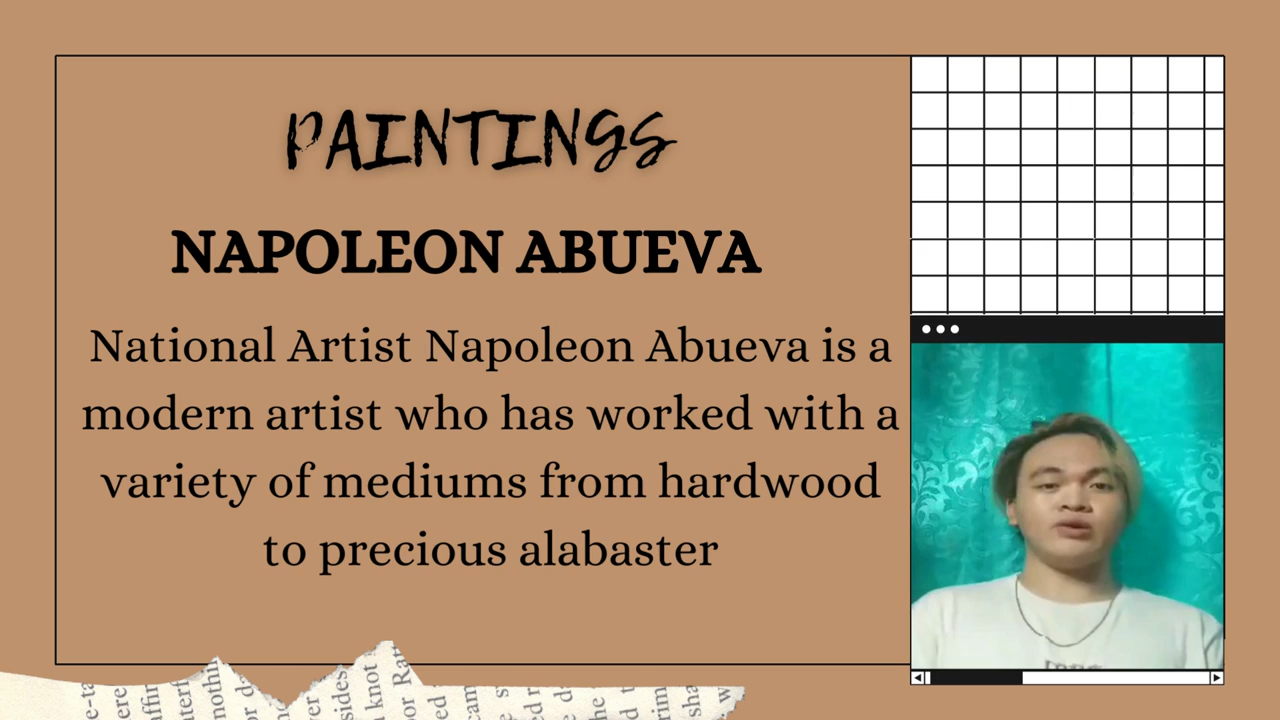 PAINTINGS
NAPOLEON ABUEVA
National Artist Napoleon Abueva is a
modern artist who has worked with a
variety of mediums from hardwood
to precious alabaster